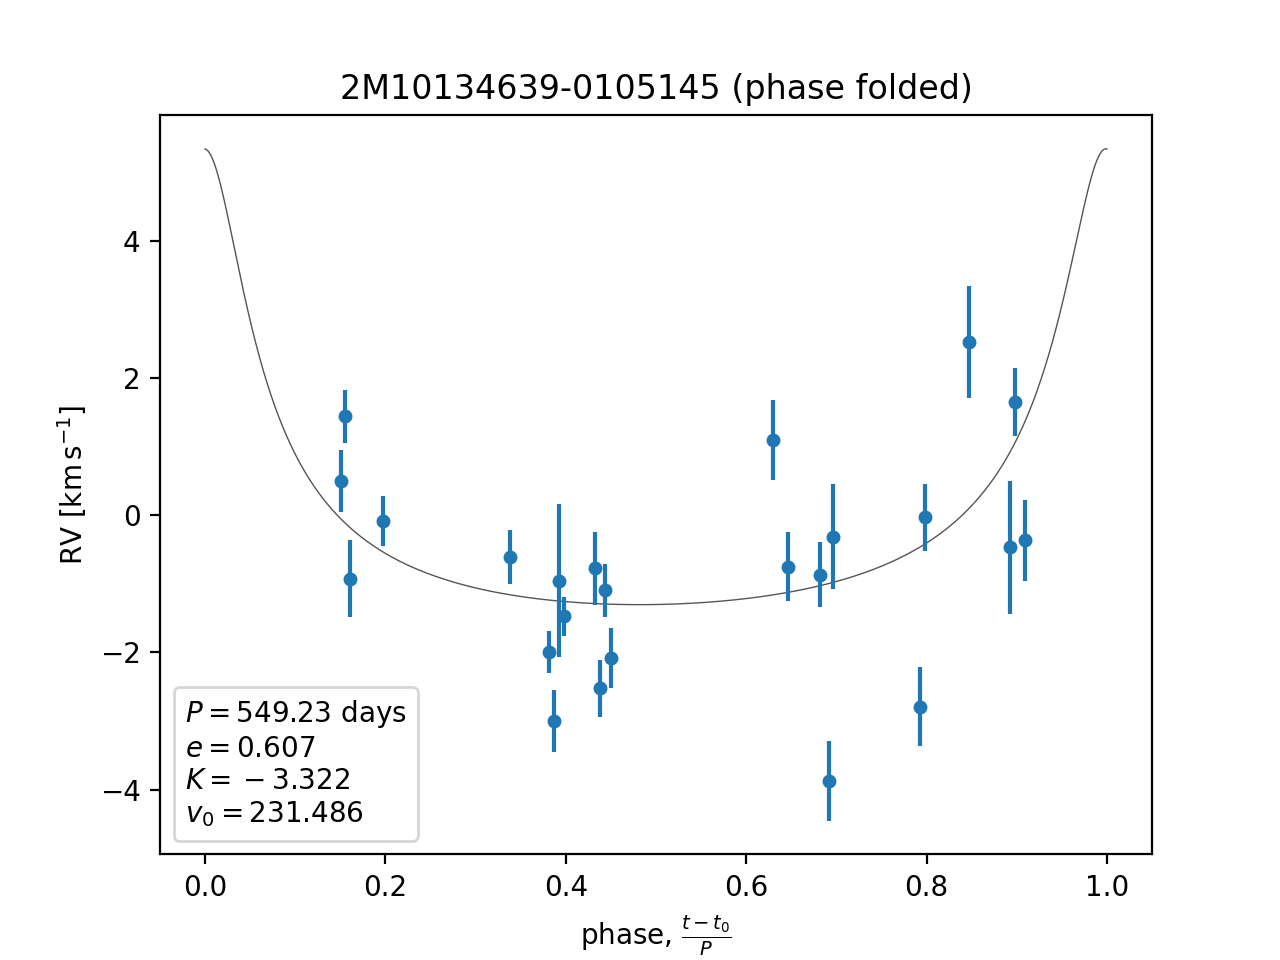 2M10134639-0105145 (phase folded)
RV [km s⁻¹]
4
2
0
−2
−4
P = 549.23 days
e = 0.607
K = −3.322
v₀ = 231.486
0.0 0.2 0.4 0.6 0.8 1.0
phase, (t − t₀)/P